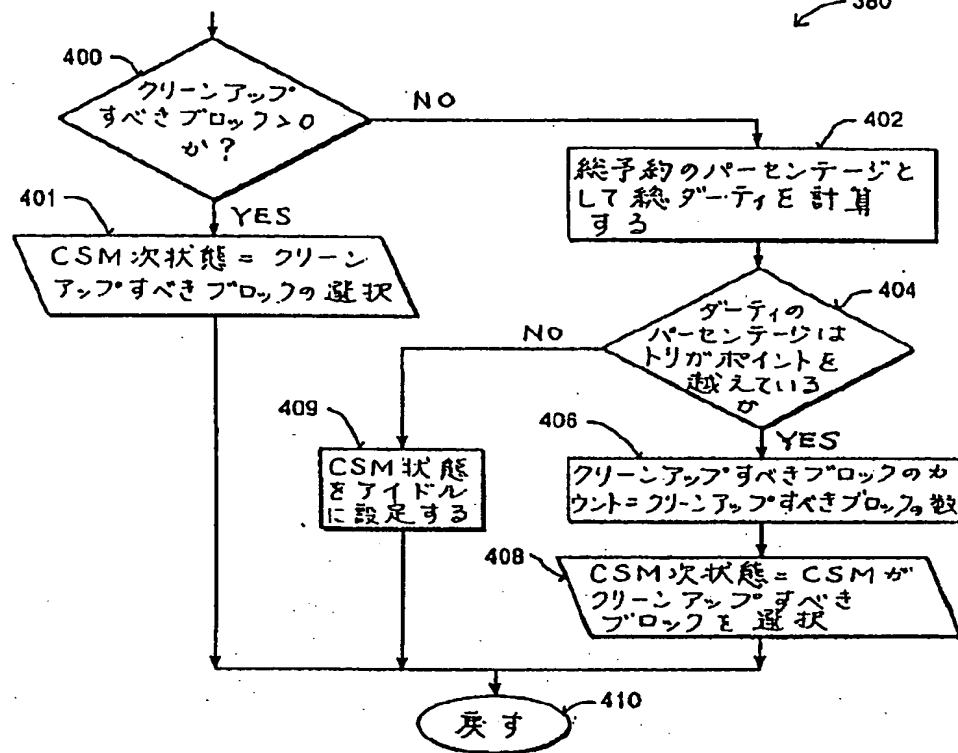 380
400
クリーンアップ
すべきブロック>0
か?
NO
402
総予約のパーセンテージと
して総ダーティを計算
する
401
YES
CSM次状態=クリーン
アップすべきブロックの選択
404
ダーティの
パーセンテージは
トリガポイントを
越えている
か
NO
409
CSM状態
をアイドル
に設定する
406
YES
クリーンアップすべきブロックのカ
ウント=クリーンアップすべきブロックの数
408
CSM次状態=CSMが
クリーンアップすべき
ブロックを選択
戻す
410